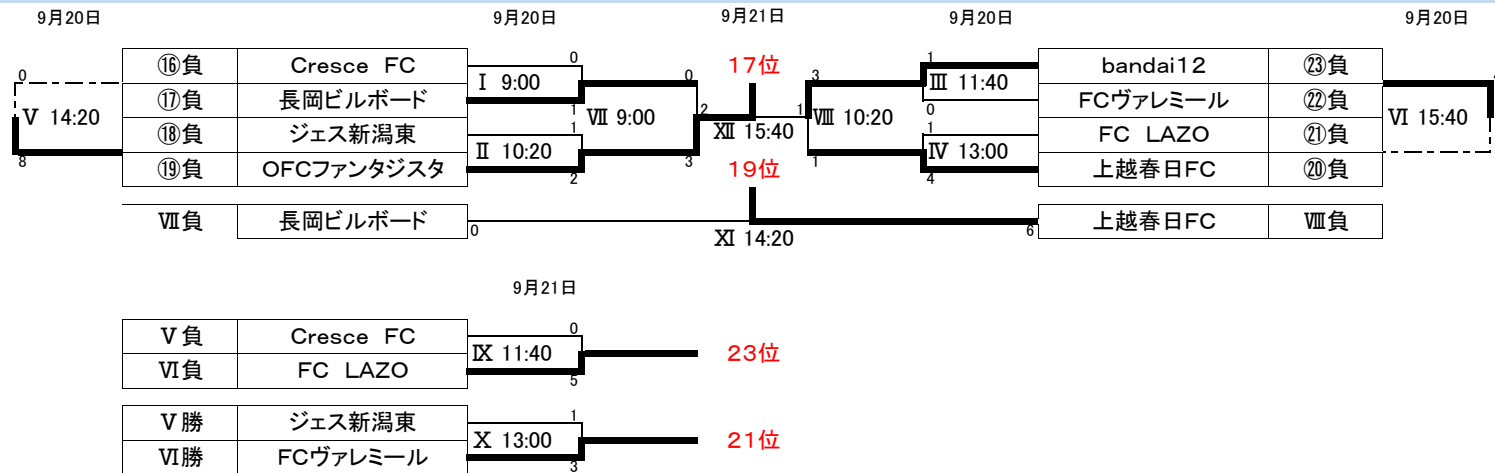 9月20日 9月20日 9月21日 9月20日 9月20日
⑯負 Cresce FC 0 17位 1 bandai12 ㉓負
0 Ⅰ 9:00 0 3 Ⅲ 11:40
⑰負 長岡ビルボード 1 0 FCヴァレミール ㉒負
Ⅴ 14:20 Ⅶ 9:00 2 1 Ⅷ 10:20 Ⅵ 15:40
⑱負 ジェス新潟東 1 Ⅻ 15:40 1 FC LAZO ㉑負
Ⅱ 10:20 Ⅳ 13:00
8 ⑲負 OFCファンタジスタ 2 3 19位 1 4 上越春日FC ⑳負
Ⅶ負 長岡ビルボード 0 6 上越春日FC Ⅷ負
Ⅺ 14:20
9月21日
Ⅴ負 Cresce FC 0
Ⅸ 11:40 23位
Ⅵ負 FC LAZO 5
Ⅴ勝 ジェス新潟東 1
Ⅹ 13:00 21位
Ⅵ勝 FCヴァレミール 3